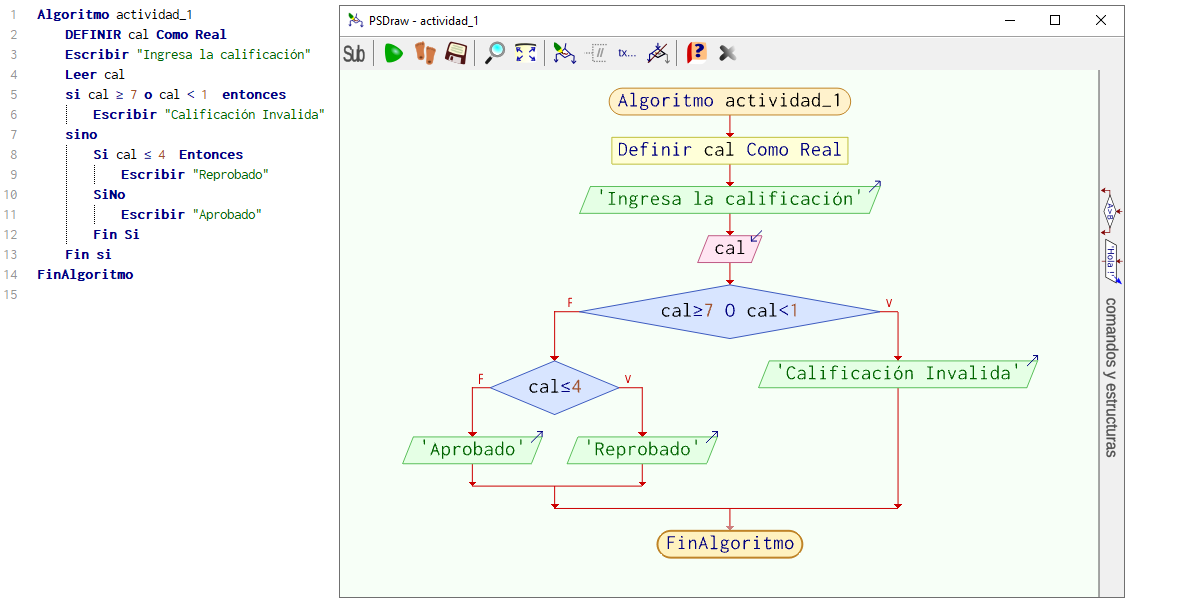 1 Algoritmo actividad_1
2 DEFINIR cal Como Real
3 Escribir "Ingresa la calificación"
4 Leer cal
5 si cal ≥ 7 o cal < 1 entonces
6 Escribir "Calificación Invalida"
7 sino
8 Si cal ≤ 4 Entonces
9 Escribir "Reprobado"
10 SiNo
11 Escribir "Aprobado"
12 Fin Si
13 Fin si
14 FinAlgoritmo
15
PSDraw - actividad_1
Sub
tx...
Algoritmo actividad_1
Definir cal Como Real
'Ingresa la calificación'
cal
F
cal≥7 O cal<1
V
F
cal≤4
V
'Calificación Invalida'
'Aprobado'
'Reprobado'
FinAlgoritmo
A>B
'Hola !'
comandos y estructuras